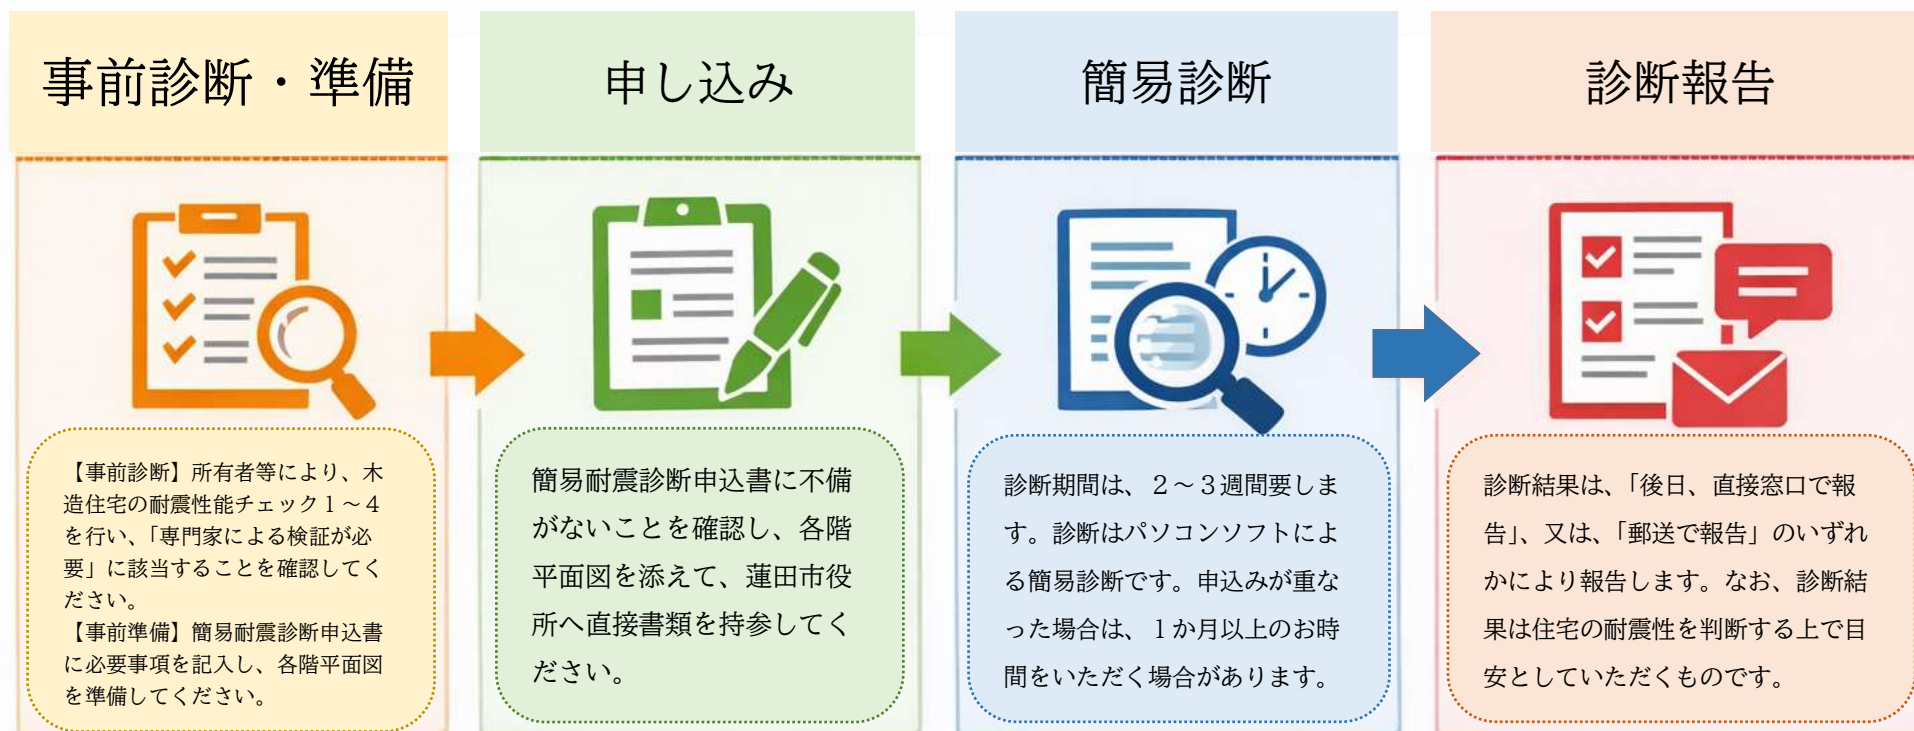 事前診断・準備
申し込み
簡易診断
診断報告
【事前診断】所有者等により、木
造住宅の耐震性能チェック１～４
を行い、「専門家による検証が必
要」に該当することを確認してく
ださい。
【事前準備】簡易耐震診断申込書
に必要事項を記入し、各階平面図
を準備してください。
簡易耐震診断申込書に不備
がないことを確認し、各階
平面図を添えて、蓮田市役
所へ直接書類を持参してく
ださい。
診断期間は、２～３週間要しま
す。診断はパソコンソフトによ
る簡易診断です。申込みが重な
った場合は、１か月以上のお時
間をいただく場合があります。
診断結果は、「後日、直接窓口で報
告」、又は、「郵送で報告」のいずれ
かにより報告します。なお、診断結
果は住宅の耐震性を判断する上で目
安としていただくものです。